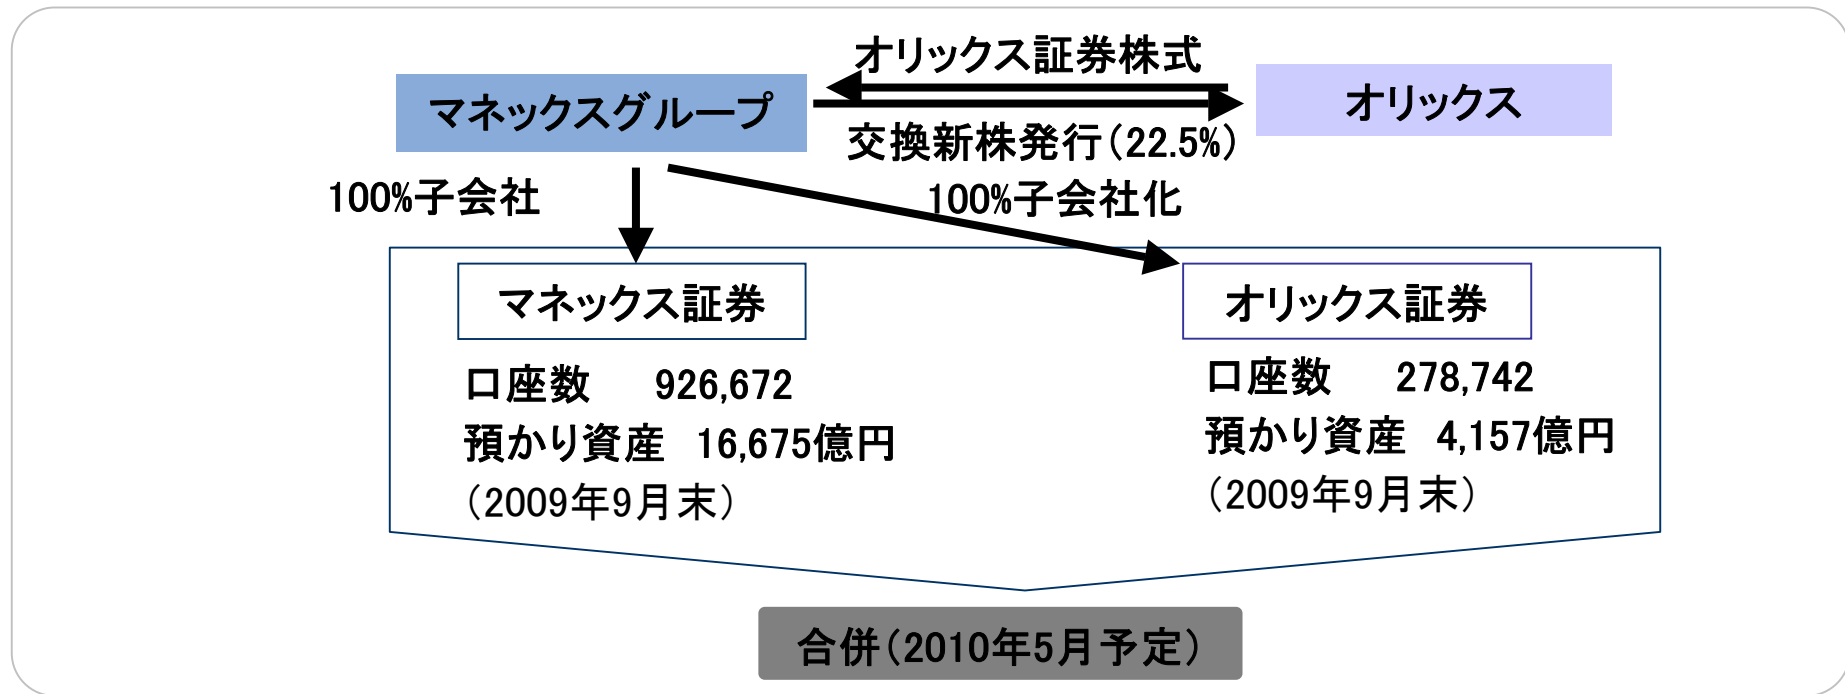 オリックス証券株式
マネックスグループ
オリックス
交換新株発行(22.5%)
100%子会社
100%子会社化
マネックス証券
オリックス証券
口座数 926,672
預かり資産 16,675億円
(2009年9月末)
口座数 278,742
預かり資産 4,157億円
(2009年9月末)
合併(2010年5月予定)